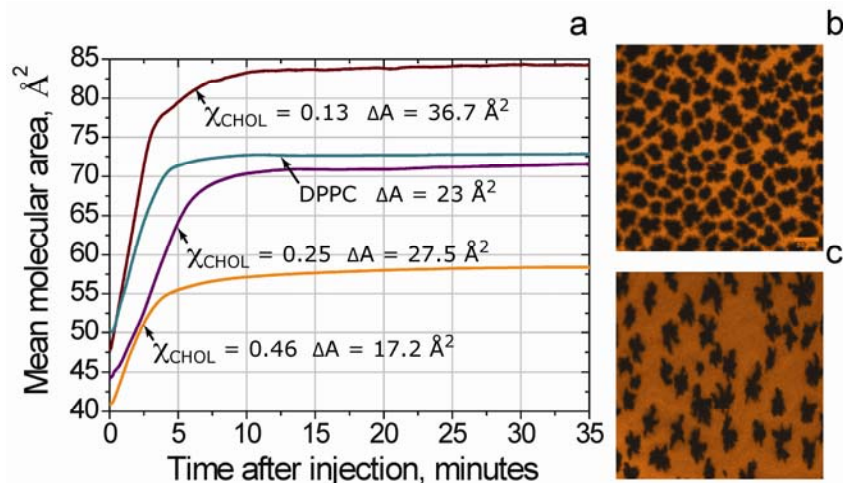 a
b
c
Mean molecular area, Å²
85
80
75
70
65
60
55
50
45
40
χCHOL = 0.13 ΔA = 36.7 Å²
DPPC ΔA = 23 Å²
χCHOL = 0.25 ΔA = 27.5 Å²
χCHOL = 0.46 ΔA = 17.2 Å²
0 5 10 15 20 25 30 35
Time after injection, minutes